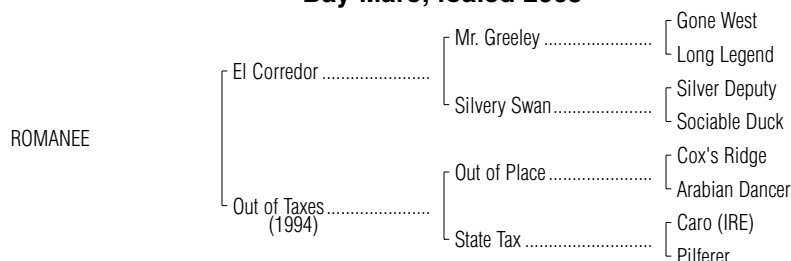 Bay Mare; foaled
Gone West
Mr. Greeley
Long Legend
El Corredor
Silver Deputy
Silvery Swan
Sociable Duck
ROMANEE
Cox's Ridge
Out of Place
Arabian Dancer
Out of Taxes
(1994)
Caro (IRE)
State Tax
Pilferer